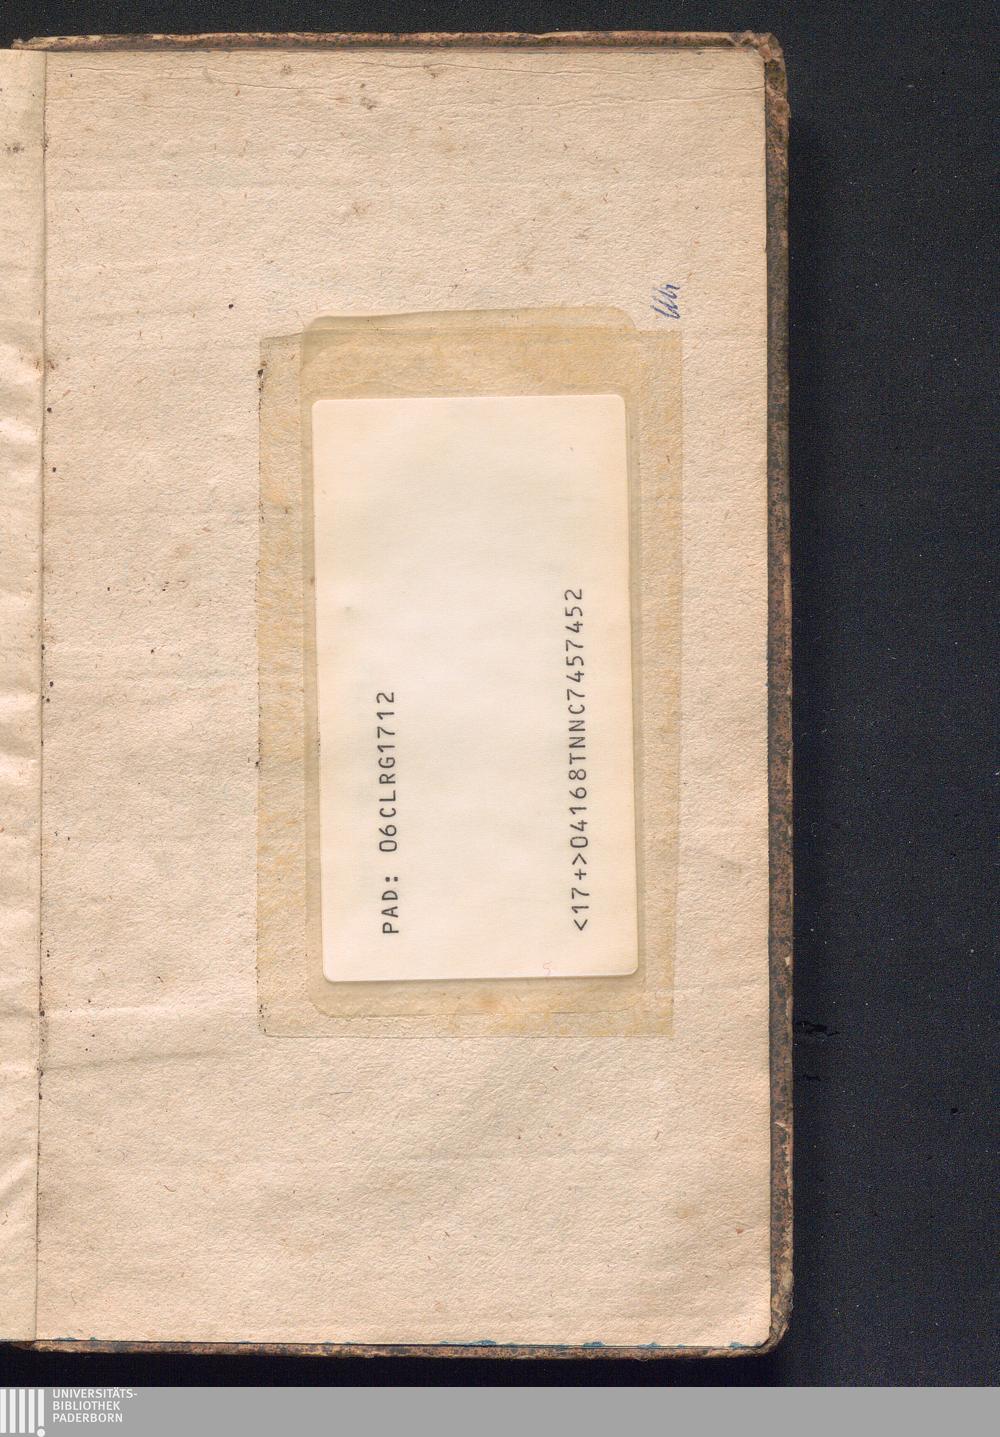 PAD: 06CLRG1712
<17+>04168TNNC7457452
UNIVERSITÄTS-
BIBLIOTHEK
PADERBORN